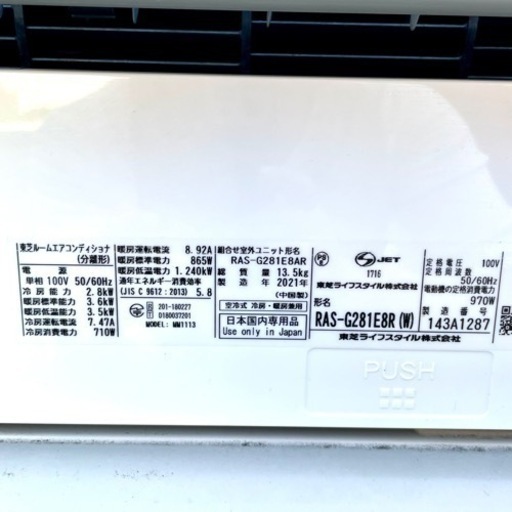 東芝ルームエアコンディショナ
(分離形)
電 源
単相 100V 50/60Hz
冷房能力 2.8kW
暖房標準能力 3.6kW
暖房低温能力 3.5kW
冷房運転電流 7.47A
冷房消費電力 710W
暖房運転電流 8.92A
暖房標準電力 865W
暖房低温電力 1.240kW
通年エネルギー消費効率
(JIS C 9612:2013) 5.8
201-180227
D180037201
MODEL: MM1113
組合せ室外ユニット形名
RAS-G281E8AR
総質量 13.5kg
製造年 2021年
(中国製)
空冷式 冷房・暖房兼用
日本国内専用品
Use only in Japan
PS E
JET
1716
東芝ライフスタイル株式会社
形名
RAS-G281E8R(W)
東芝ライフスタイル株式会社
定格電圧 100V
定格周波数
50/60Hz
電動機の定格消費電力
970W
製造番号
143A1287
PUSH